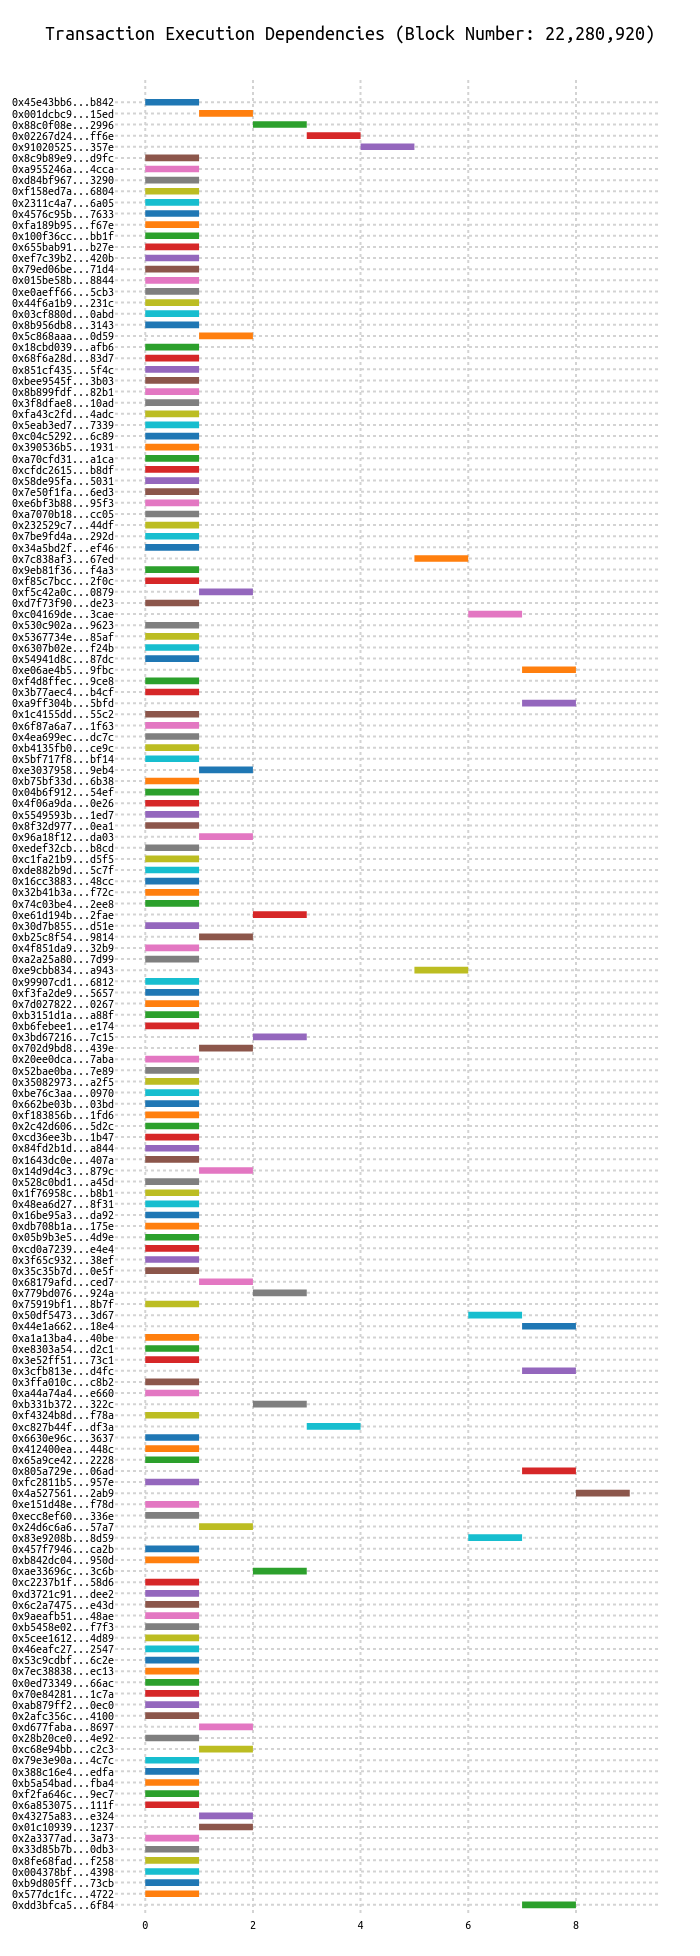 Transaction Execution Dependencies (Block Number: 22,280,920)
0x45e43bb6...b842
0x001dcbc9...15ed
0x88c0f08e...2996
0x02267d24...ff6e
0x91020525...357e
0x8c9b89e9...d9fc
0xa955246a...4cca
0xd84bf967...3290
0xf158ed7a...6804
0x2311c4a7...6a05
0x4576c95b...7633
0xfa189b95...f67e
0x100f36cc...bb1f
0x655bab91...b27e
0xef7c39b2...420b
0x79ed06be...71d4
0x015be58b...8844
0xe0aeff66...5cb3
0x44f6a1b9...231c
0x03cf880d...0abd
0x8b956db8...3143
0x5c868aaa...0d59
0x18cbd039...afb6
0x68f6a28d...83d7
0x851cf435...5f4c
0xbee9545f...3b03
0x8b899fdf...82b1
0x3f8dfae8...10ad
0xfa43c2fd...4adc
0x5eab3ed7...7339
0xc04c5292...6c89
0x390536b5...1931
0xa70cfd31...a1ca
0xcfdc2615...b8df
0x58de95fa...5031
0x7e50f1fa...6ed3
0xe6bf3b88...95f3
0xa7070b18...cc05
0x232529c7...44df
0x7be9fd4a...292d
0x34a5bd2f...ef46
0x7c838af3...67ed
0x9eb81f36...f4a3
0xf85c7bcc...2f0c
0xf5c42a0c...0879
0xd7f73f90...de23
0xc04169de...3cae
0x530c902a...9623
0x5367734e...85af
0x6307b02e...f24b
0x54941d8c...87dc
0xe06ae4b5...9fbc
0xf4d8ffec...9ce8
0x3b77aec4...b4cf
0xa9ff304b...5bfd
0x1c4155dd...55c2
0x6f87a6a7...1f63
0x4ea699ec...dc7c
0xb4135fb0...ce9c
0x5bf717f8...bf14
0xe3037958...9eb4
0xb75bf33d...6b38
0x04b6f912...54ef
0x4f06a9da...0e26
0x5549593b...1ed7
0x8f32d977...0ea1
0x96a18f12...da03
0xedef32cb...b8cd
0xc1fa21b9...d5f5
0xde882b9d...5c7f
0x16cc3883...48cc
0x32b41b3a...f72c
0x74c03be4...2ee8
0xe61d194b...2fae
0x30d7b855...d51e
0xb25c8f54...9814
0x4f851da9...32b9
0xa2a25a80...7d99
0xe9cbb834...a943
0x99907cd1...6812
0xf3fa2de9...5657
0x7d027822...0267
0xb3151d1a...a88f
0xb6febee1...e174
0x3bd67216...7c15
0x702d9bd8...439e
0x20ee0dca...7aba
0x52bae0ba...7e89
0x35082973...a2f5
0xbe76c3aa...0970
0x662be03b...03bd
0xf183856b...1fd6
0x2c42d606...5d2c
0xcd36ee3b...1b47
0x84fd2b1d...a844
0x1643dc0e...407a
0x14d9d4c3...879c
0x528c0bd1...a45d
0x1f76958c...b8b1
0x48ea6d27...8f31
0x16be95a3...da92
0xdb708b1a...175e
0x05b9b3e5...4d9e
0xcd0a7239...e4e4
0x3f65c932...38ef
0x35c35b7d...0e5f
0x68179afd...ced7
0x779bd076...924a
0x75919bf1...8b7f
0x50df5473...3d67
0x44e1a662...18e4
0xa1a13ba4...40be
0xe8303a54...d2c1
0x3e52ff51...73c1
0x3cfb813e...d4fc
0x3ffa010c...c8b2
0xa44a74a4...e660
0xb331b372...322c
0xf4324b8d...f78a
0xc827b44f...df3a
0x6630e96c...3637
0x412400ea...448c
0x65a9ce42...2228
0x805a729e...06ad
0xfc2811b5...957e
0x4a527561...2ab9
0xe151d48e...f78d
0xecc8ef60...336e
0x24d6c6a6...57a7
0x83e9208b...8d59
0x457f7946...ca2b
0xb842dc04...950d
0xae33696c...3c6b
0xc2237b1f...58d6
0xd3721c91...dee2
0x6c2a7475...e43d
0x9aeafb51...48ae
0xb5458e02...f7f3
0x5cee1612...4d89
0x46eafc27...2547
0x53c9cdbf...6c2e
0x7ec38838...ec13
0x0ed73349...66ac
0x70e84281...1c7a
0xab879ff2...0ec0
0x2afc356c...4100
0xd677faba...8697
0x28b20ce0...4e92
0xc68e94bb...c2c3
0x79e3e90a...4c7c
0x388c16e4...edfa
0xb5a54bad...fba4
0xf2fa646c...9ec7
0x6a853075...111f
0x43275a83...e324
0x01c10939...1237
0x2a3377ad...3a73
0x33d85b7b...0db3
0x8fe68fad...f258
0x004378bf...4398
0xb9d805ff...73cb
0x577dc1fc...4722
0xdd3bfca5...6f84
0 2 4 6 8